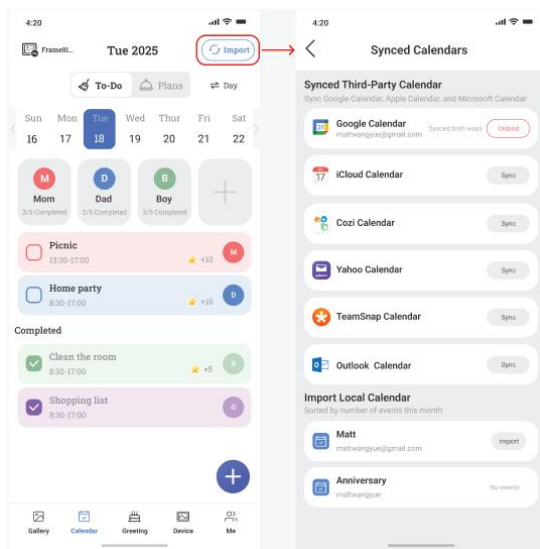 4:20
Frame01...
Tue 2025
Import
To-Do
Plans
Day
Sun Mon Tue Wed Thur Fri Sat
16 17 18 19 20 21 22
M
D
B
Mom
Dad
Boy
3/5 Completed
3/5 Completed
3/5 Completed
Picnic
13:30-17:00
+10
M
Home party
8:30-17:00
+10
D
Completed
Clean the room
8:30-17:00
+5
B
Shopping list
8:30-17:00
Gallery
Calendar
Greeting
Device
Me
4:20
Synced Calendars
Synced Third-Party Calendar
Sync Google Calendar, Apple Calendar, and Microsoft Calendar
Google Calendar
mattwangyue@gmail.com
Synced both ways
Unbind
iCloud Calendar
Sync
Cozi Calendar
Sync
Yahoo Calendar
Sync
TeamSnap Calendar
Sync
Outlook Calendar
Sync
Import Local Calendar
Sorted by number of events this month
Matt
mattwangyue@gmail.com
import
Anniversary
mattwangyue
No events